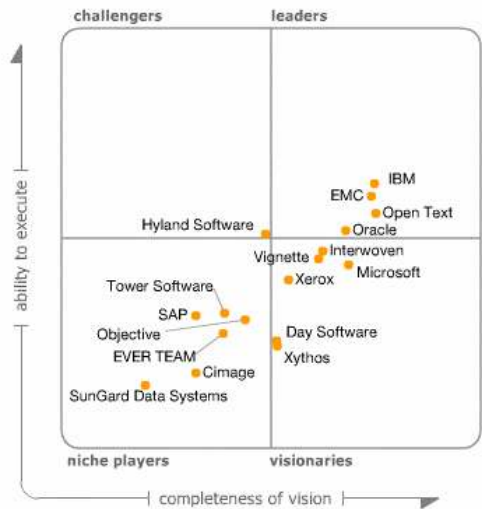 challengers
leaders
IBM
EMC
Open Text
Hyland Software
Oracle
Interwoven
Vignette
Microsoft
Xerox
Tower Software
SAP
Objective
Day Software
EVER TEAM
Xythos
Cimage
SunGard Data Systems
niche players
visionaries
ability to execute
completeness of vision